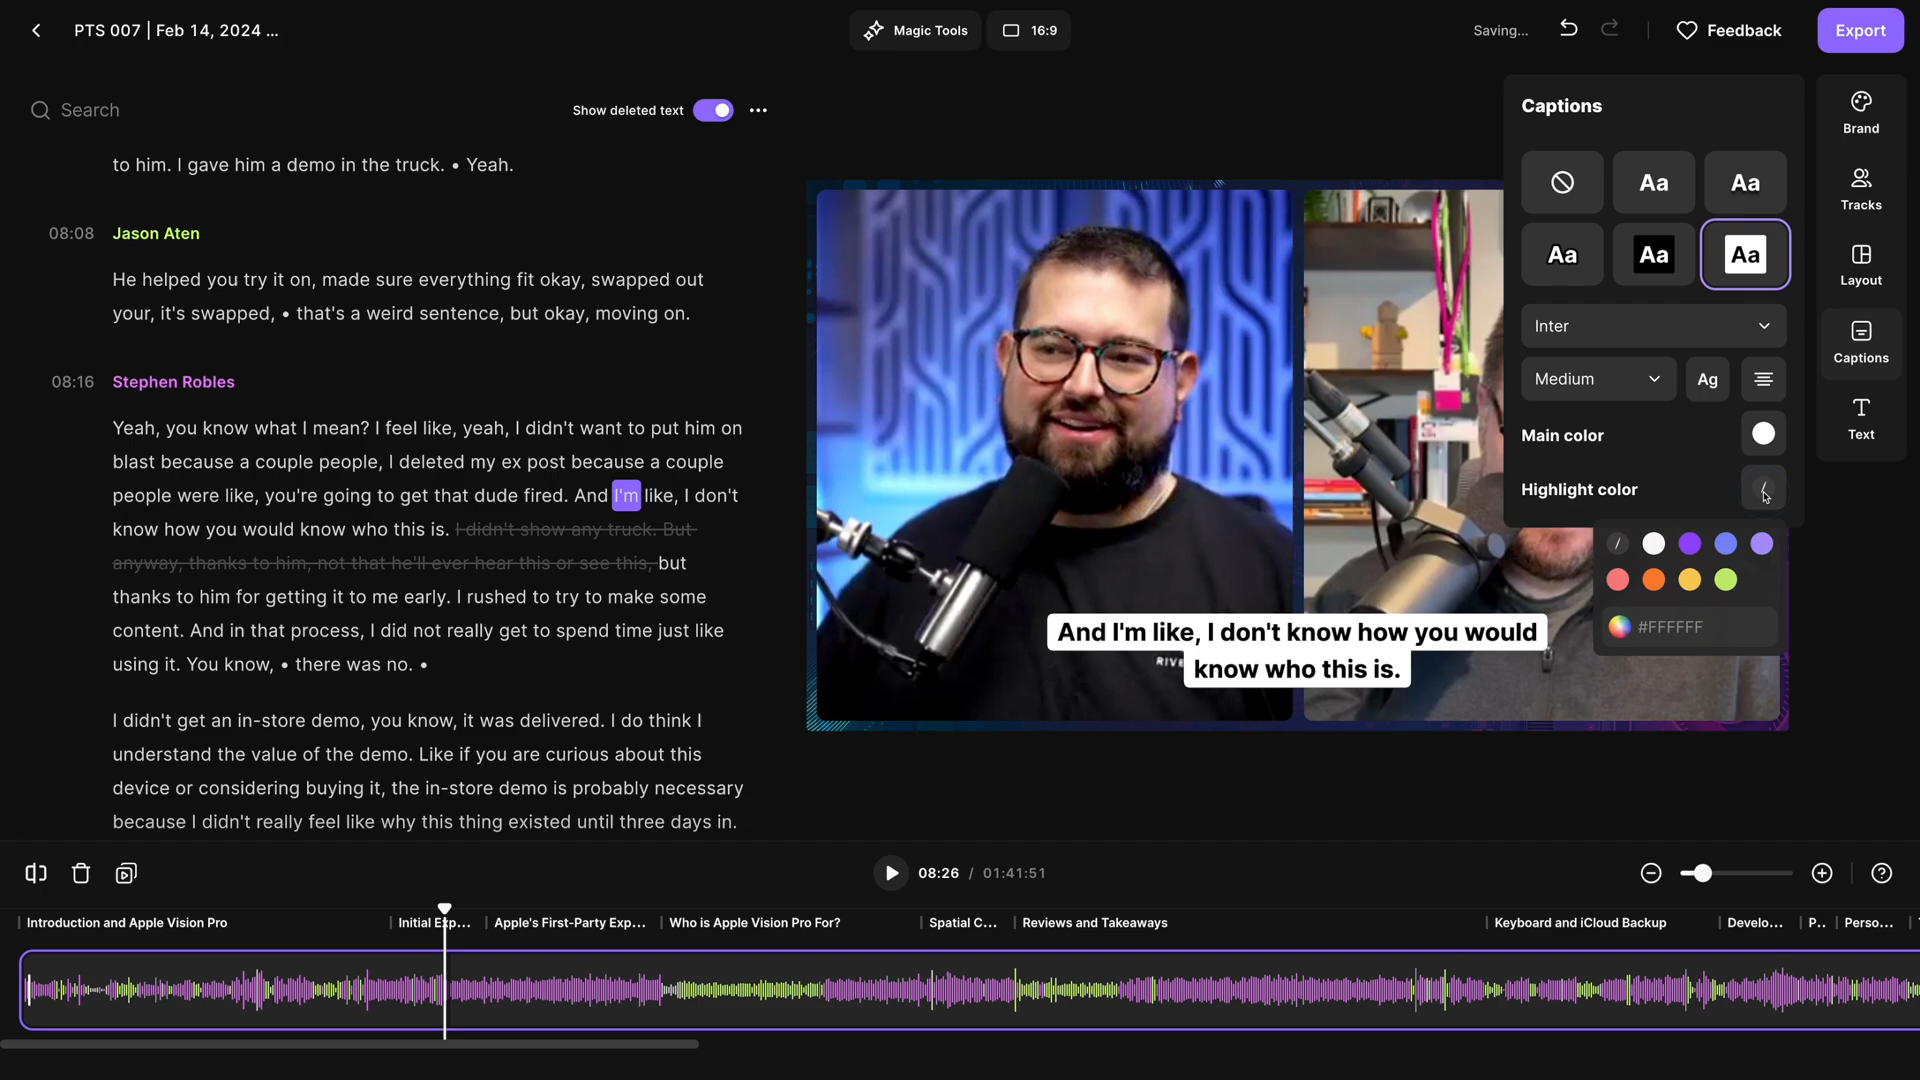 PTS 007 | Feb 14, 2024 ...
Magic Tools
16:9
Saving...
Feedback
Export
Search
Show deleted text
to him. I gave him a demo in the truck. • Yeah.
08:08 Jason Aten
He helped you try it on, made sure everything fit okay, swapped out
your, it's swapped, • that's a weird sentence, but okay, moving on.
08:16 Stephen Robles
Yeah, you know what I mean? I feel like, yeah, I didn't want to put him on
blast because a couple people, I deleted my ex post because a couple
people were like, you're going to get that dude fired. And I'm like, I don't
know how you would know who this is. I didn't show any truck. But
anyway, thanks to him, not that he'll ever hear this or see this, but
thanks to him for getting it to me early. I rushed to try to make some
content. And in that process, I did not really get to spend time just like
using it. You know, • there was no. •
I didn't get an in-store demo, you know, it was delivered. I do think I
understand the value of the demo. Like if you are curious about this
device or considering buying it, the in-store demo is probably necessary
because I didn't really feel like why this thing existed until three days in.
RIVE
And I'm like, I don't know how you would
know who this is.
Captions
Aa Aa
Aa Aa Aa
Inter
Medium
Ag
Main color
Highlight color
#FFFFFF
Brand
Tracks
Layout
Captions
Text
08:26 / 01:41:51
Introduction and Apple Vision Pro
Initial Exp...
Apple's First-Party Exp...
Who is Apple Vision Pro For?
Spatial C...
Reviews and Takeaways
Keyboard and iCloud Backup
Develo...
P..
Perso...